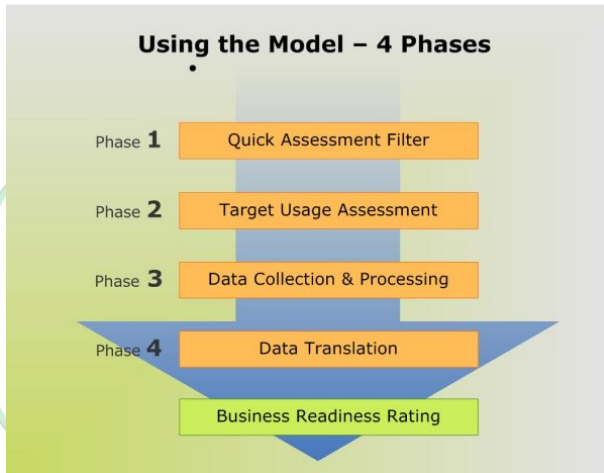 Using the Model – 4 Phases
•
Phase 1 Quick Assessment Filter
Phase 2 Target Usage Assessment
Phase 3 Data Collection & Processing
Phase 4 Data Translation
Business Readiness Rating